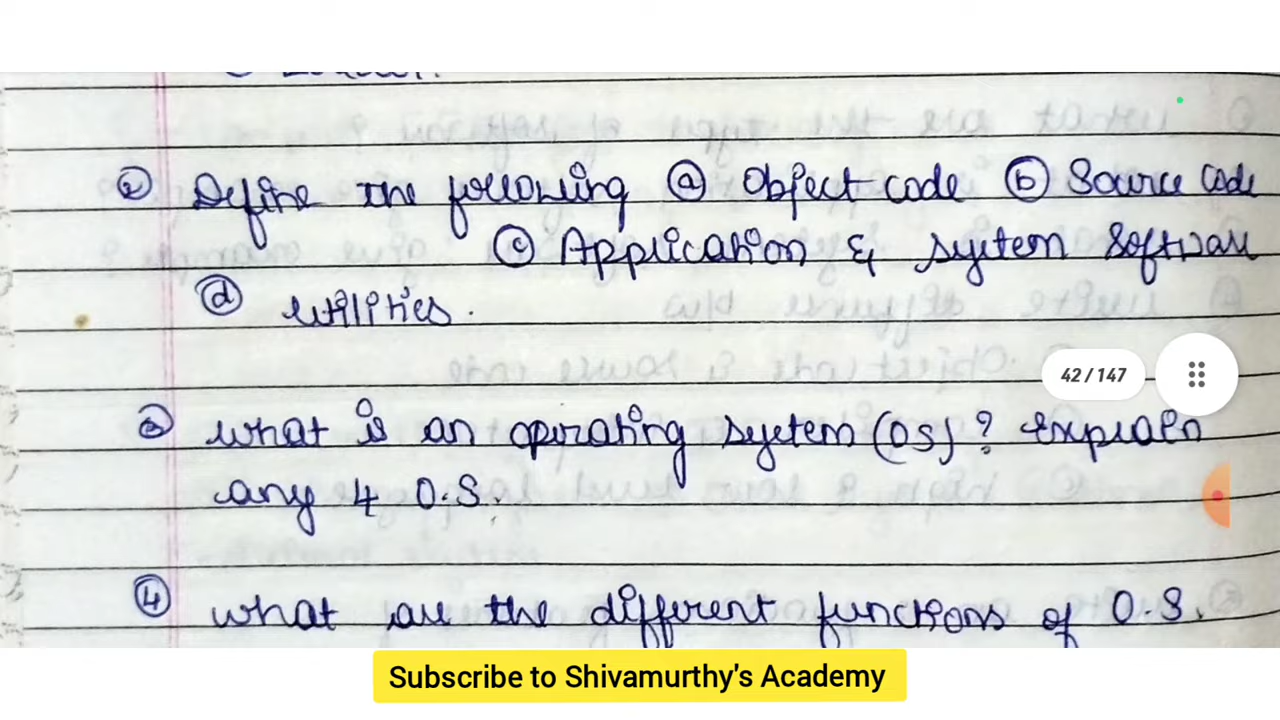 ② Define the following ⓐ Object code ⓑ Source Code
ⓒ Application & System Software
ⓓ utilities.
42 / 147
③ what is an operating System (OS)? Explain
any 4 O.S.
④ what are the different functions of O.S.
Subscribe to Shivamurthy's Academy